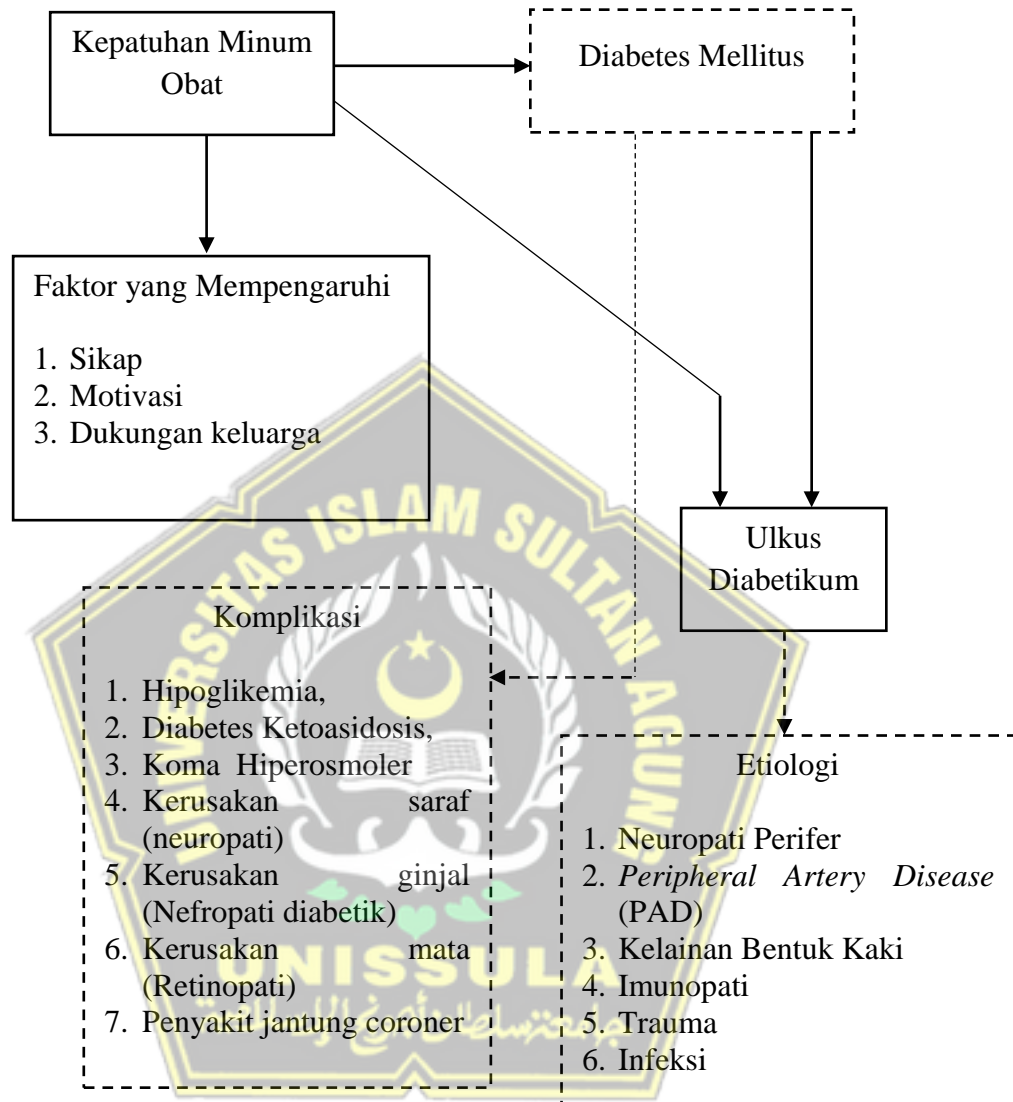 Kepatuhan Minum
Obat
Diabetes Mellitus
Faktor yang Mempengaruhi
1. Sikap
2. Motivasi
3. Dukungan keluarga
Ulkus
Diabetikum
Komplikasi
1. Hipoglikemia,
2. Diabetes Ketoasidosis,
3. Koma Hiperosmoler
4. Kerusakan saraf
(neuropati)
5. Kerusakan ginjal
(Nefropati diabetik)
6. Kerusakan mata
(Retinopati)
7. Penyakit jantung coroner
Etiologi
1. Neuropati Perifer
2. Peripheral Artery Disease
(PAD)
3. Kelainan Bentuk Kaki
4. Imunopati
5. Trauma
6. Infeksi
UNIVERSITAS ISLAM SULTAN AGUNG
UNISSULA